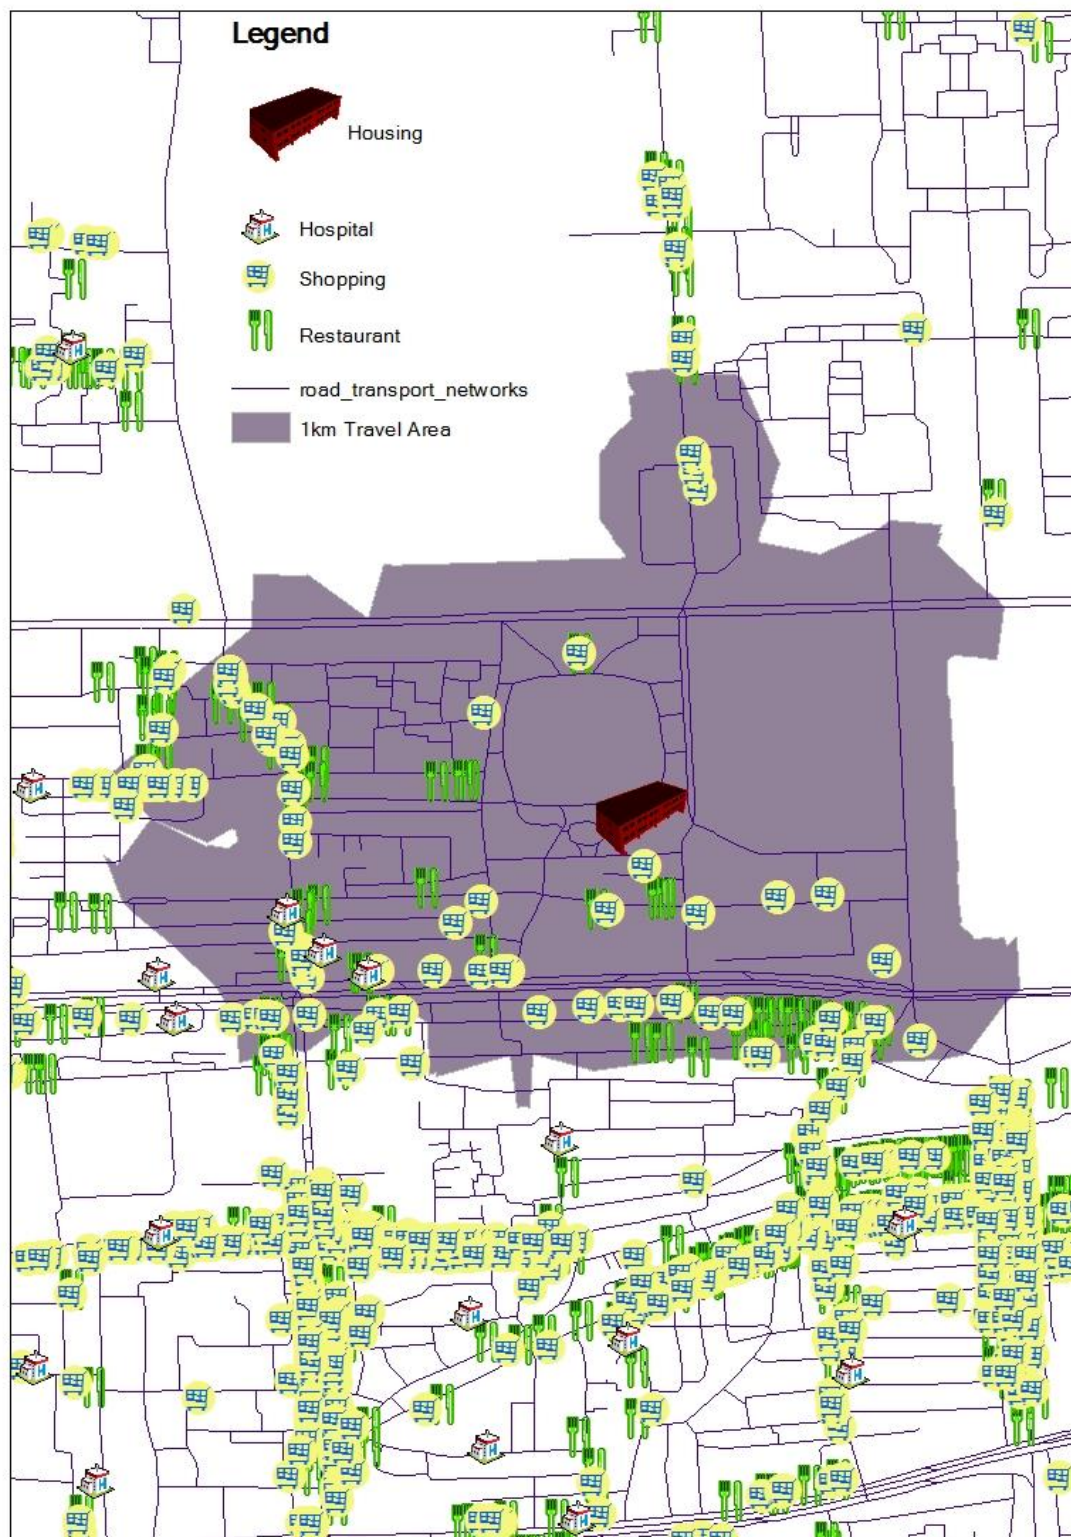 Legend
Housing
Hospital
Shopping
Restaurant
road_transport_networks
1km Travel Area